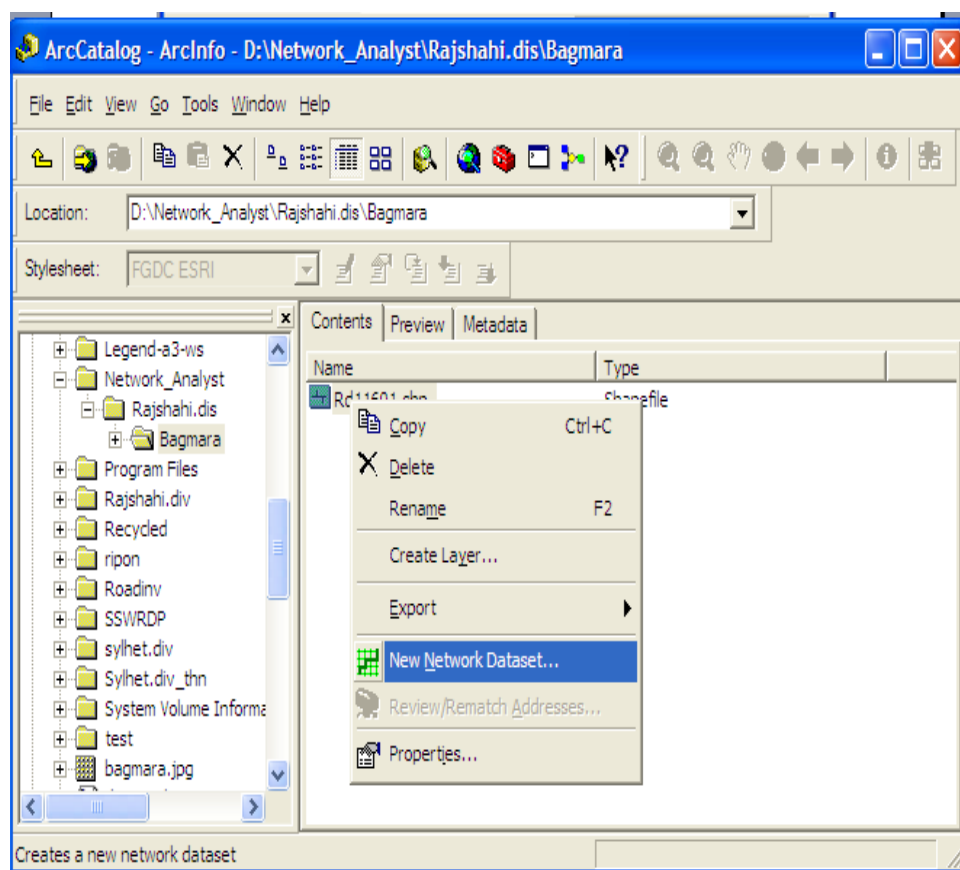 ArcCatalog - ArcInfo - D:\Network_Analyst\Rajshahi.dis\Bagmara
File Edit View Go Tools Window Help
Location: D:\Network_Analyst\Rajshahi.dis\Bagmara
Stylesheet: FGDC ESRI
Contents Preview Metadata
Name Type
Shapefile
Legend-a3-ws
Network_Analyst
Rajshahi.dis
Bagmara
Program Files
Rajshahi.div
Recycled
ripon
Roadinv
SSWRDP
sylhet.div
Sylhet.div_thn
System Volume Informa
test
bagmara.jpg
Copy Ctrl+C
Delete
Rename F2
Create Layer...
Export
New Network Dataset...
Review/Rematch Addresses...
Properties...
Creates a new network dataset